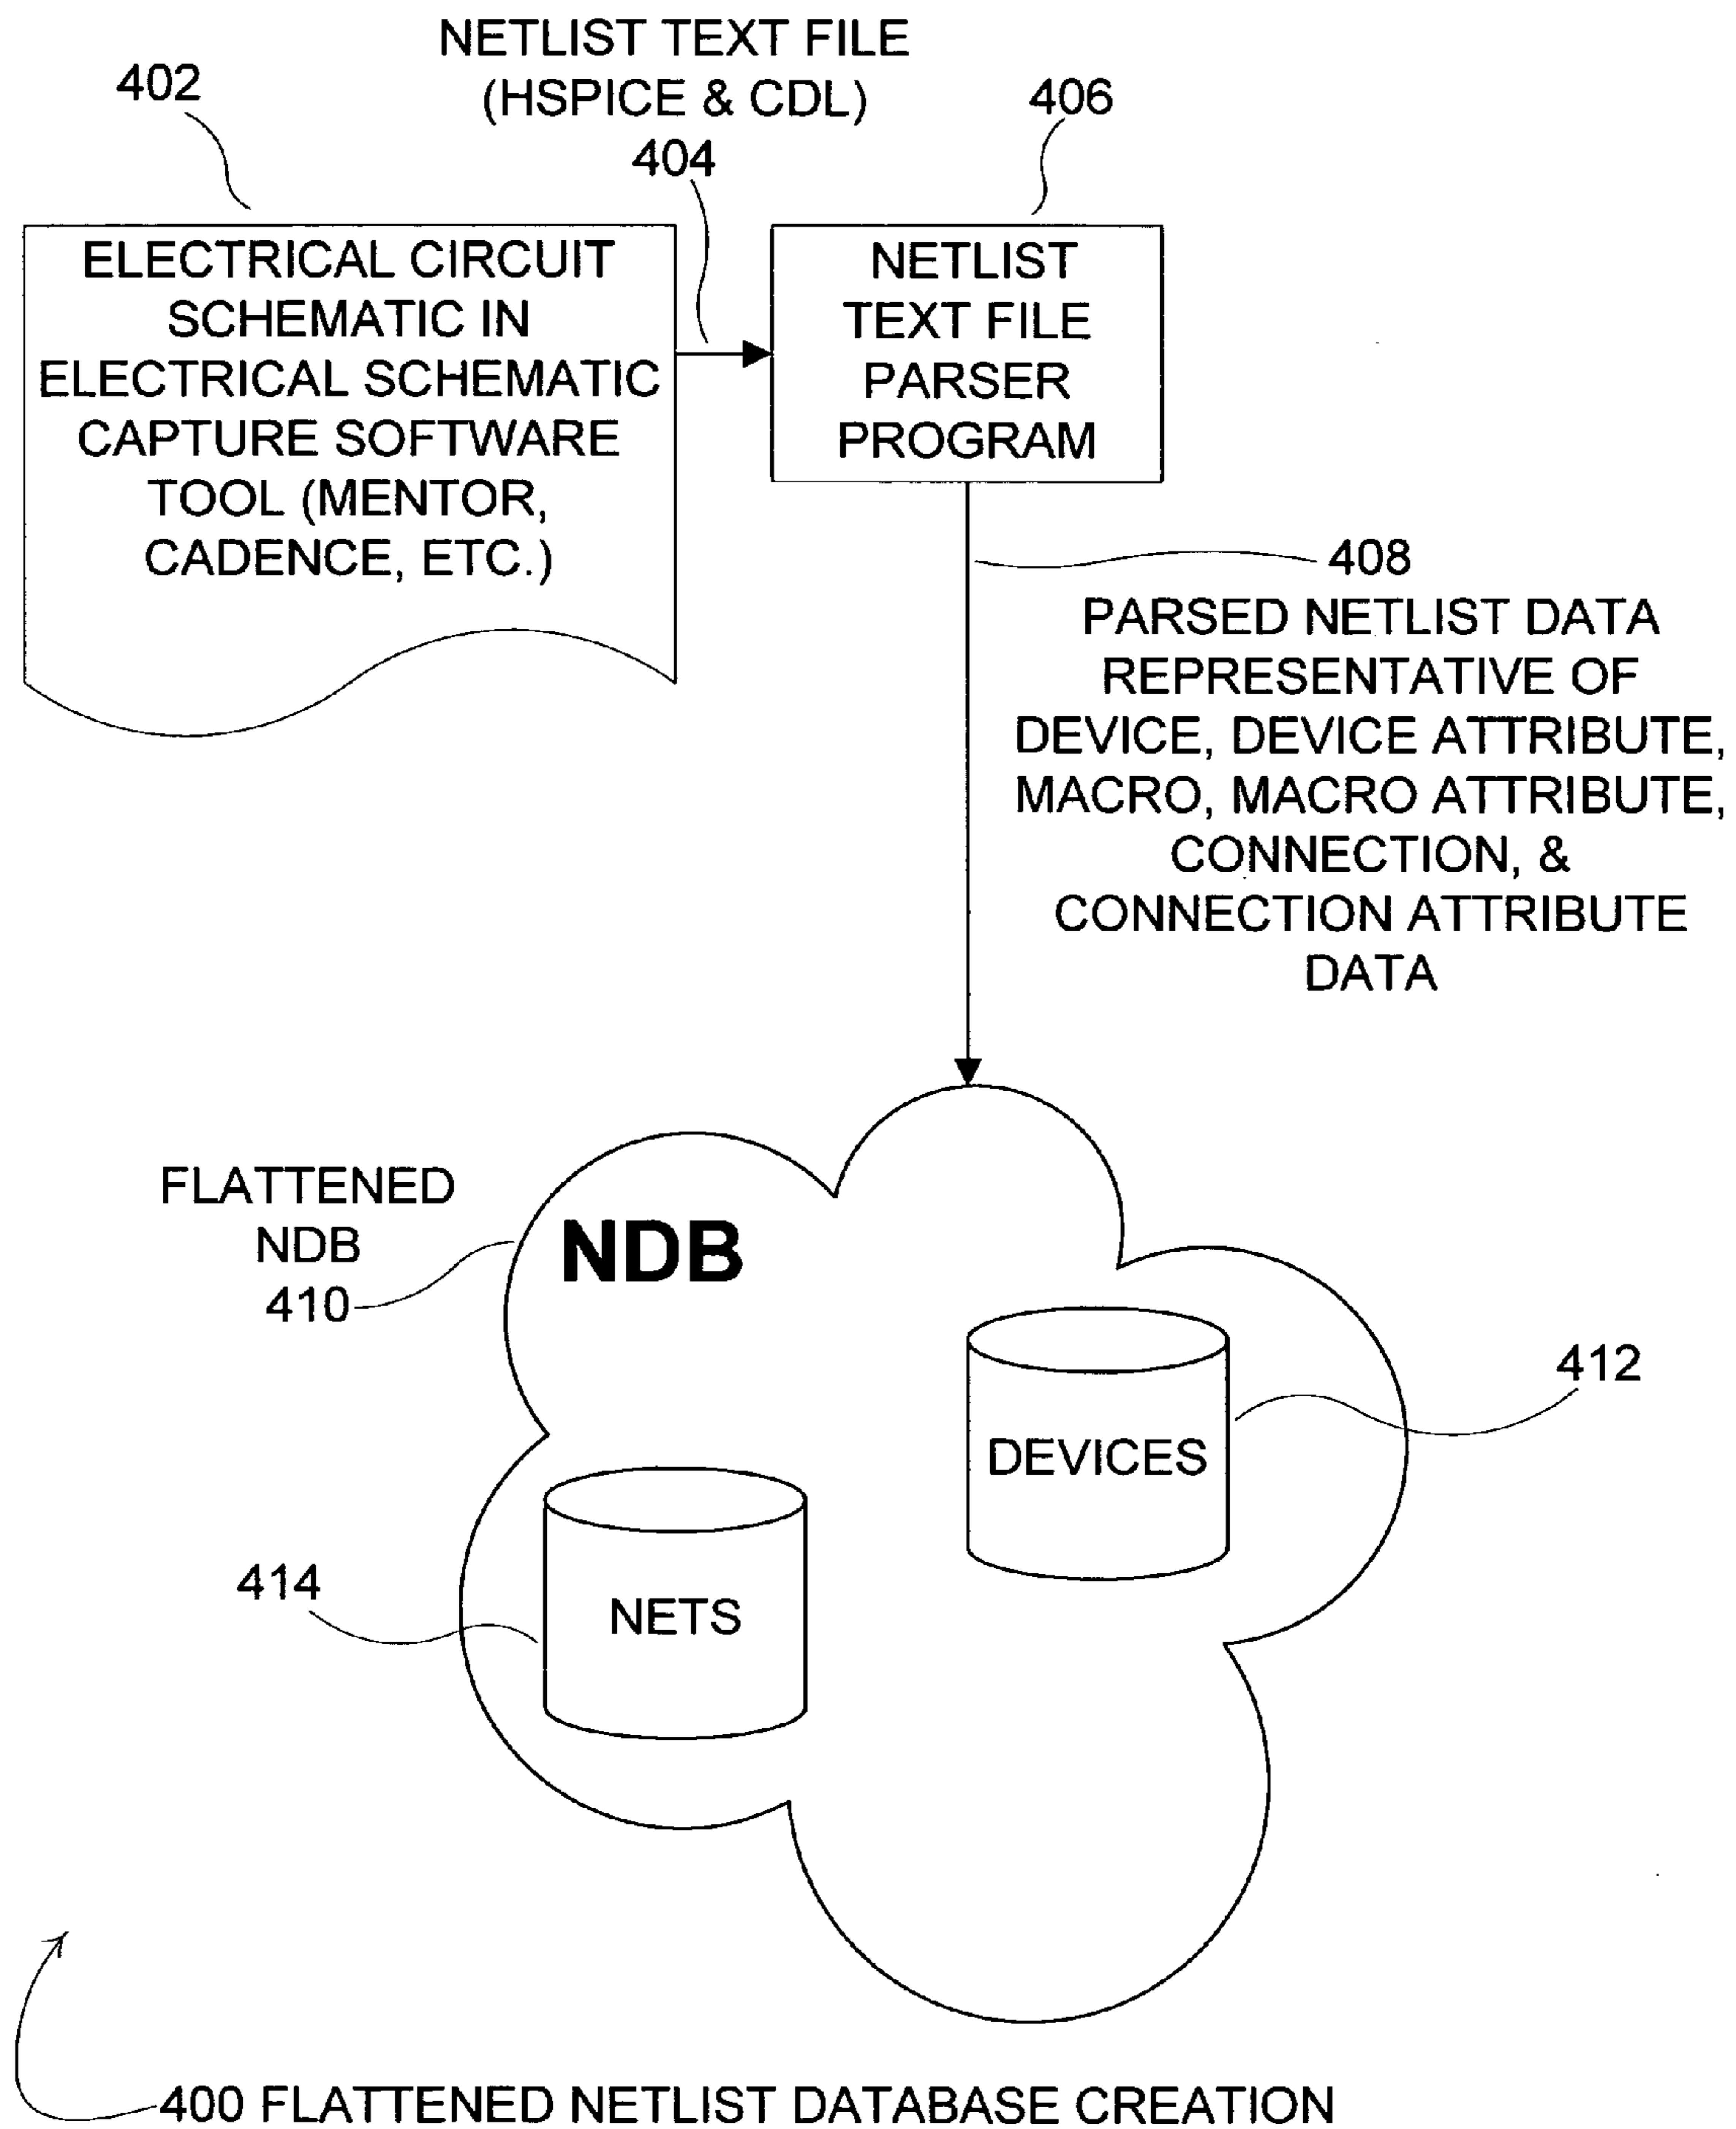 NETLIST TEXT FILE
(HSPICE & CDL)
402
404
406
ELECTRICAL CIRCUIT
SCHEMATIC IN
ELECTRICAL SCHEMATIC
CAPTURE SOFTWARE
TOOL (MENTOR,
CADENCE, ETC.)
NETLIST
TEXT FILE
PARSER
PROGRAM
408
PARSED NETLIST DATA
REPRESENTATIVE OF
DEVICE, DEVICE ATTRIBUTE,
MACRO, MACRO ATTRIBUTE,
CONNECTION, &
CONNECTION ATTRIBUTE
DATA
FLATTENED
NDB
410
NDB
412
DEVICES
414
NETS
400 FLATTENED NETLIST DATABASE CREATION